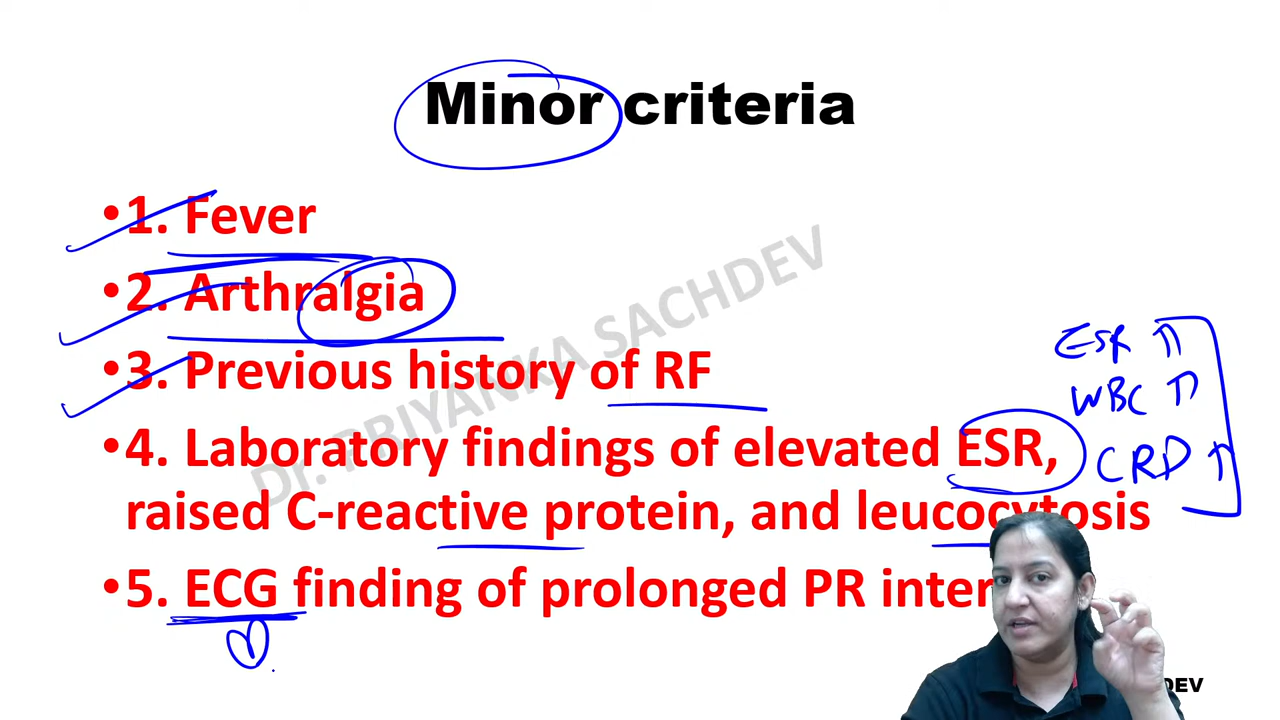 Minor criteria
•1. Fever
•2. Arthralgia
•3. Previous history of RF
•4. Laboratory findings of elevated ESR,
raised C-reactive protein, and leucocytosis
•5. ECG finding of prolonged PR
ESR ↑
WBC ↑
CRP ↑
Dr. PRIYANKA SACHDEV